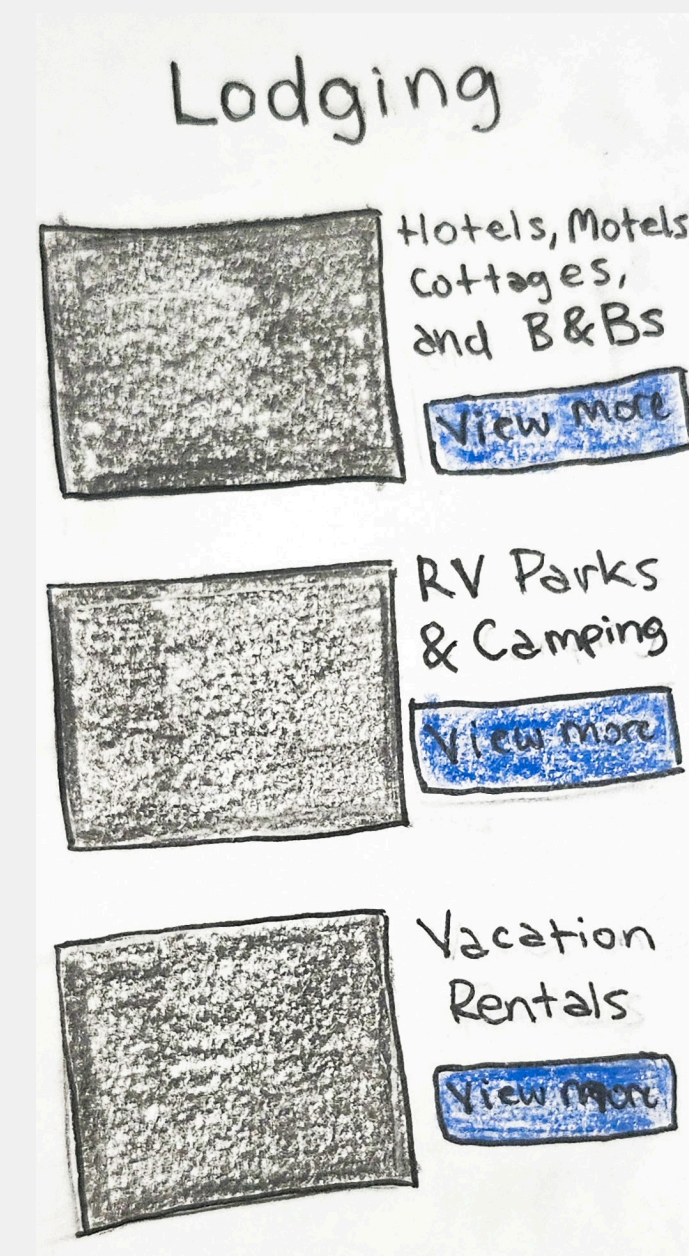 Lodging
Hotels, Motels
Cottages,
and B&Bs
View more
RV Parks
& Camping
View more
Vacation
Rentals
View more